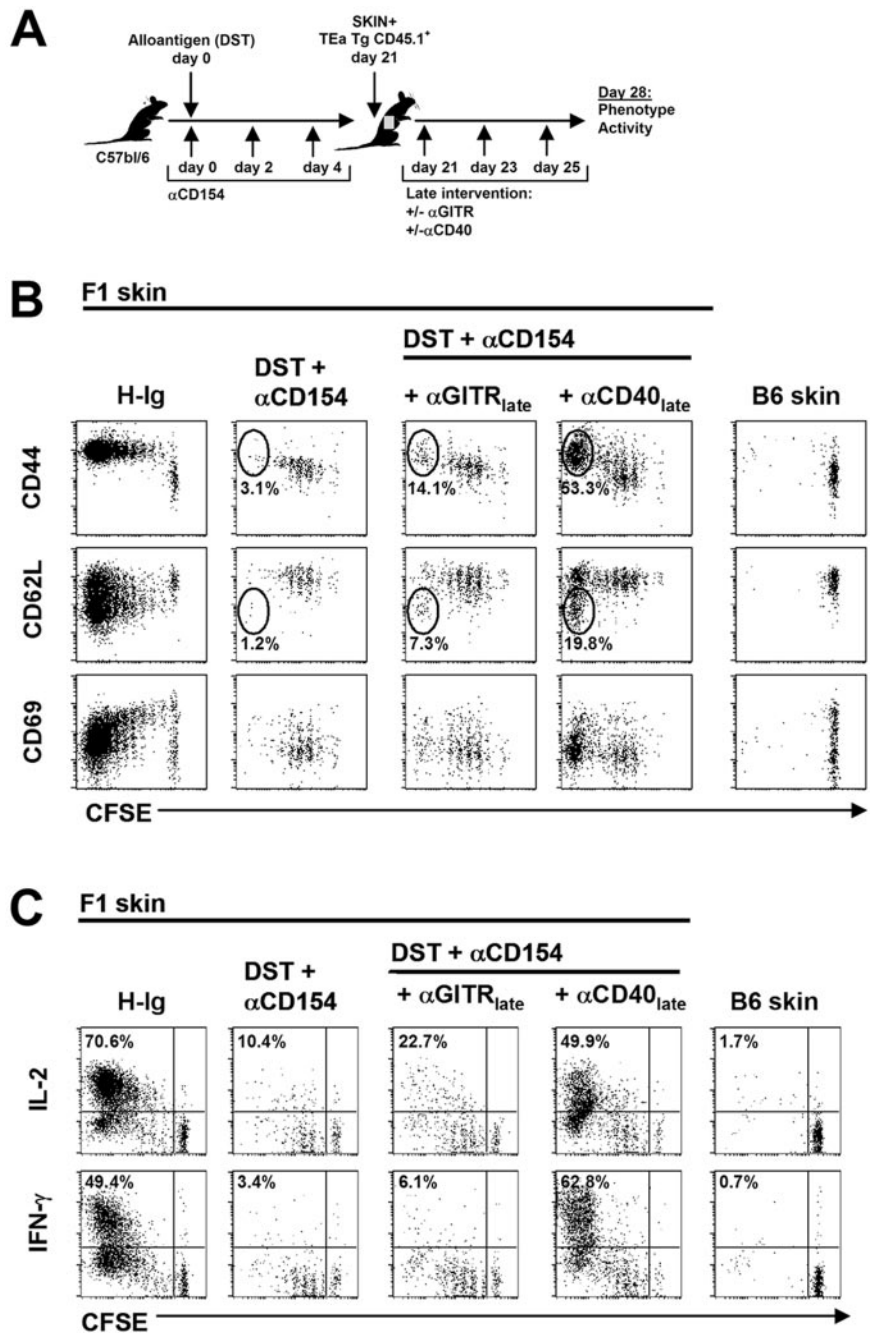 A
Alloantigen (DST)
day 0
SKIN+
TEa Tg CD45.1+
day 21
Day 28:
Phenotype
Activity
C57bl/6
day 0 day 2 day 4
αCD154
day 21 day 23 day 25
Late intervention:
+/- αGITR
+/-αCD40
B
F1 skin
DST + αCD154
DST +
αCD154
H-Ig
+ αGITRlate
+ αCD40late
B6 skin
CD44
3.1%
14.1%
53.3%
CD62L
1.2%
7.3%
19.8%
CD69
CFSE
C
F1 skin
DST + αCD154
DST +
αCD154
H-Ig
+ αGITRlate
+ αCD40late
B6 skin
IL-2
70.6%
10.4%
22.7%
49.9%
1.7%
IFN-γ
49.4%
3.4%
6.1%
62.8%
0.7%
CFSE